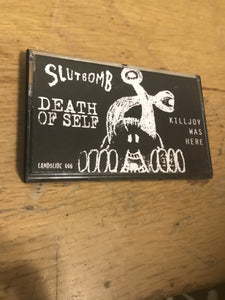 SLUTBOMB
DEATH
OF SELF
KILLJOY
WAS
HERE
LANDSLIDE 006